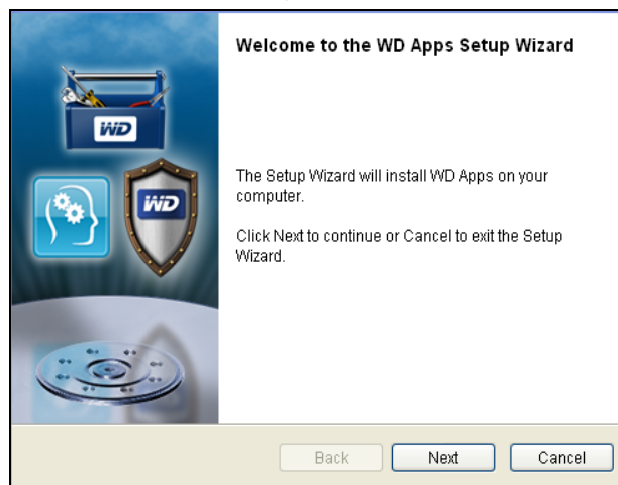 Welcome to the WD Apps Setup Wizard
WD
WD
The Setup Wizard will install WD Apps on your
computer.
Click Next to continue or Cancel to exit the Setup
Wizard.
Back
Next
Cancel